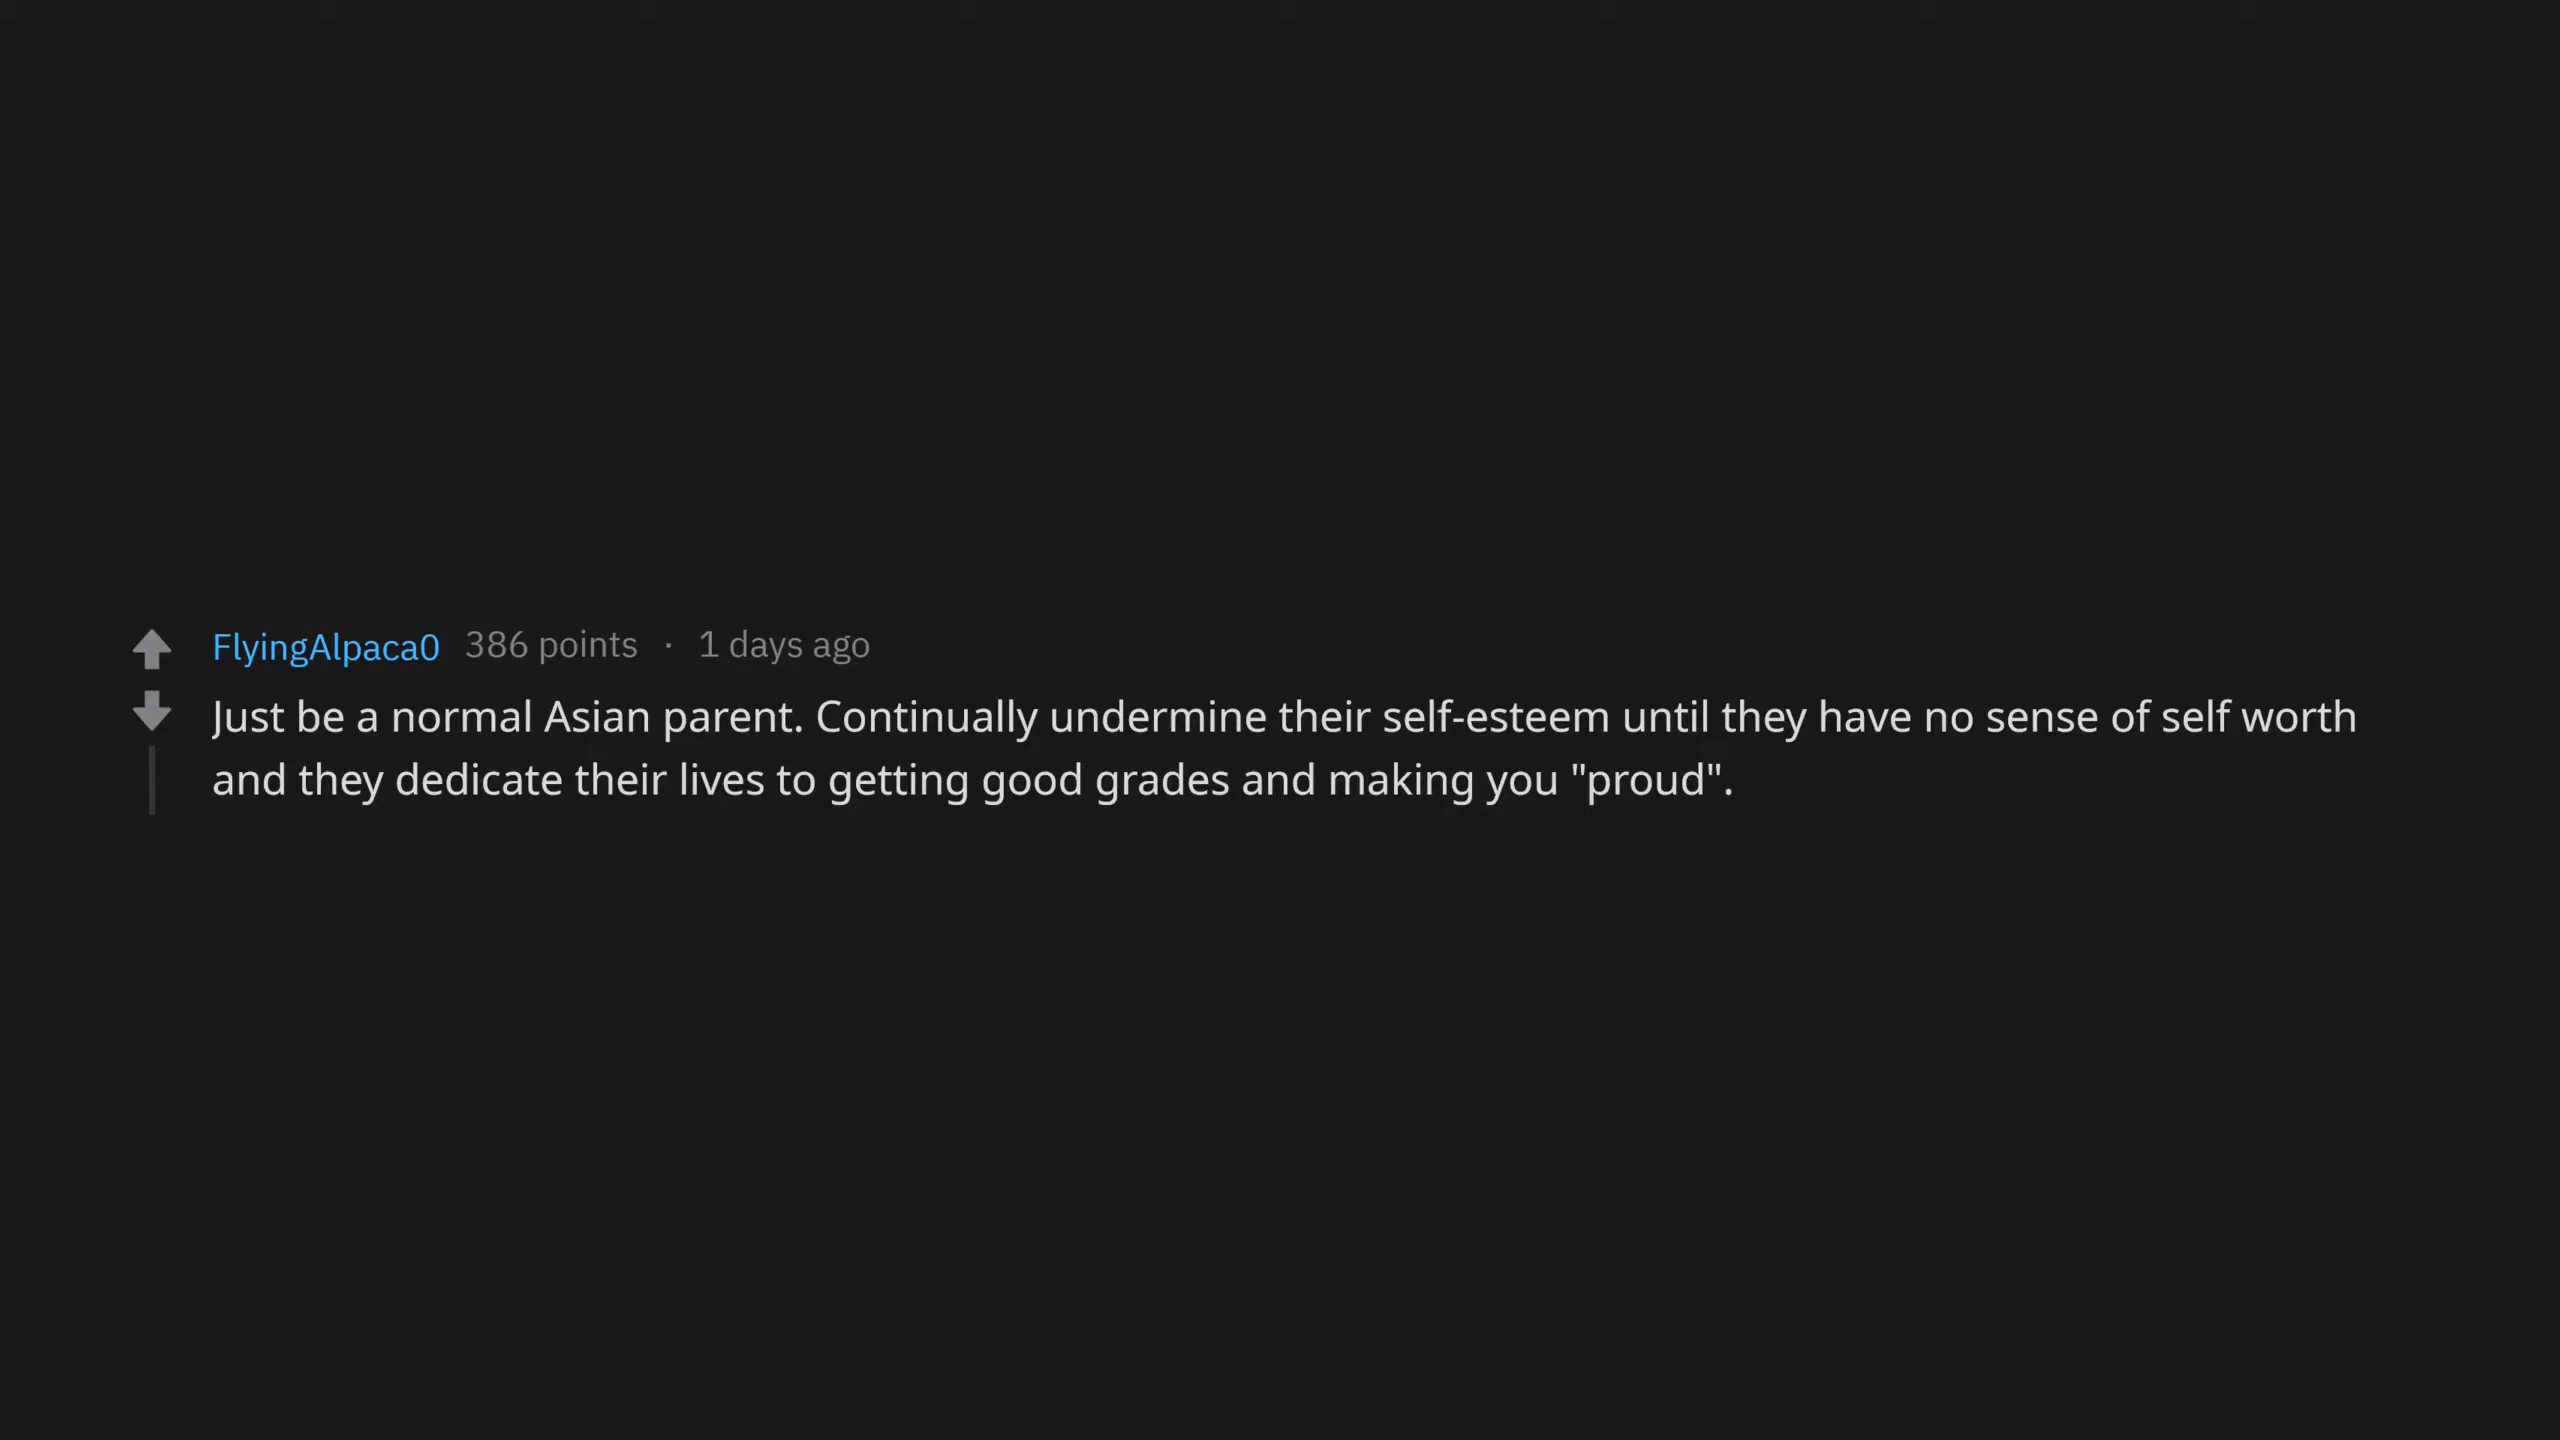 FlyingAlpaca0 386 points · 1 days ago
Just be a normal Asian parent. Continually undermine their self-esteem until they have no sense of self worth
and they dedicate their lives to getting good grades and making you "proud".